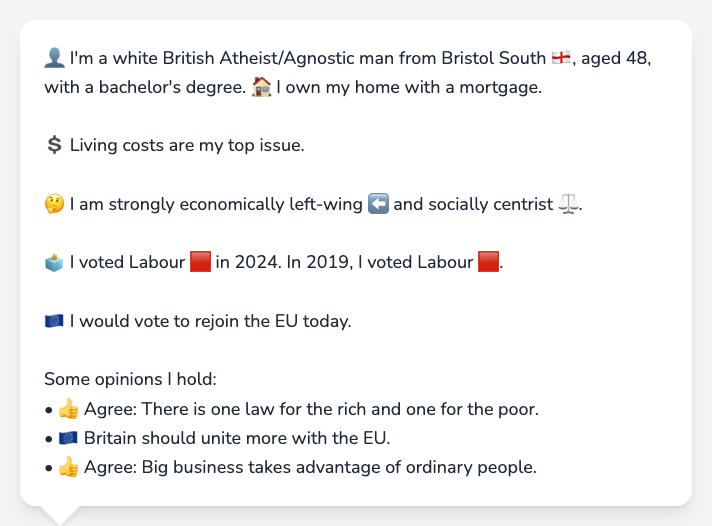 👤 I'm a white British Atheist/Agnostic man from Bristol South 🏴󠁧󠁢󠁥󠁮󠁧󠁿, aged 48,
with a bachelor's degree. 🏠 I own my home with a mortgage.
💲 Living costs are my top issue.
🤔 I am strongly economically left-wing ⬅️ and socially centrist ⚖️.
🗳️ I voted Labour 🟥 in 2024. In 2019, I voted Labour 🟥.
🇪🇺 I would vote to rejoin the EU today.
Some opinions I hold:
• 👍 Agree: There is one law for the rich and one for the poor.
• 🇪🇺 Britain should unite more with the EU.
• 👍 Agree: Big business takes advantage of ordinary people.